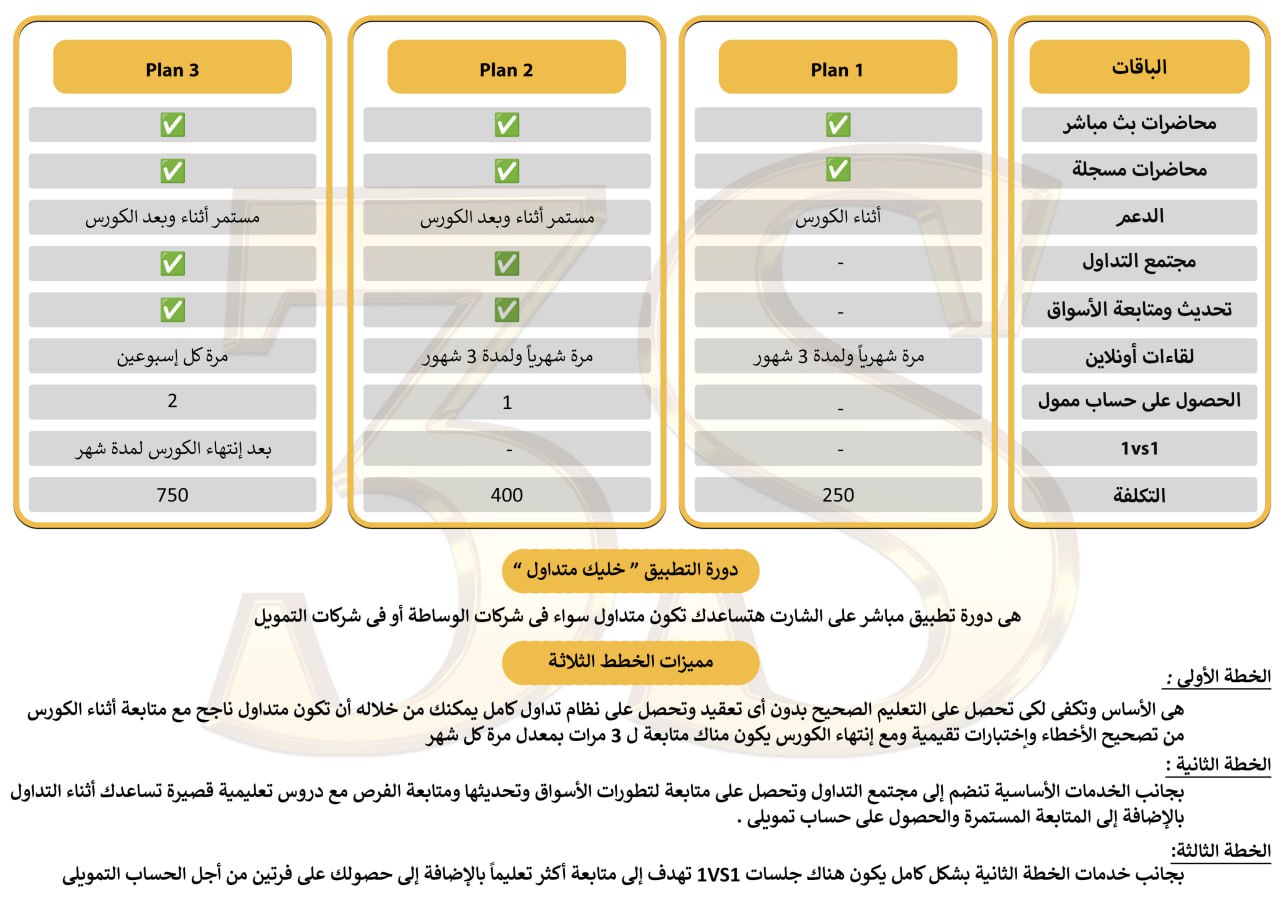 الباقات Plan 1 Plan 2 Plan 3
محاضرات بث مباشر ✅ ✅ ✅
محاضرات مسجلة ✅ ✅ ✅
الدعم أثناء الكورس مستمر أثناء وبعد الكورس مستمر أثناء وبعد الكورس
مجتمع التداول - ✅ ✅
تحديث ومتابعة الأسواق - ✅ ✅
لقاءات أونلاين مرة شهرياً ولمدة 3 شهور مرة شهرياً ولمدة 3 شهور مرة كل إسبوعين
الحصول على حساب ممول - 1 2
1vs1 - - بعد إنتهاء الكورس لمدة شهر
التكلفة 250 400 750
دورة التطبيق " خليك متداول "
هى دورة تطبيق مباشر على الشارت هتساعدك تكون متداول سواء فى شركات الوساطة أو فى شركات التمويل
مميزات الخطط الثلاثة
الخطة الأولى :
هى الأساس وتكفى لكى تحصل على التعليم الصحيح بدون أى تعقيد وتحصل على نظام تداول كامل يمكنك من خلاله أن تكون متداول ناجح مع متابعة أثناء الكورس
من تصحيح الأخطاء وإختبارات تقيمية ومع إنتهاء الكورس يكون مناك متابعة ل 3 مرات بمعدل مرة كل شهر
الخطة الثانية :
بجانب الخدمات الأساسية تنضم إلى مجتمع التداول وتحصل على متابعة لتطورات الأسواق وتحديثها ومتابعة الفرص مع دروس تعليمية قصيرة تساعدك أثناء التداول
بالإضافة إلى المتابعة المستمرة والحصول على حساب تمويلى .
الخطة الثالثة:
بجانب خدمات الخطة الثانية بشكل كامل يكون هناك جلسات 1VS1 تهدف إلى متابعة أكثر تعليماً بالإضافة إلى حصولك على فرتين من أجل الحساب التمويلى
3S